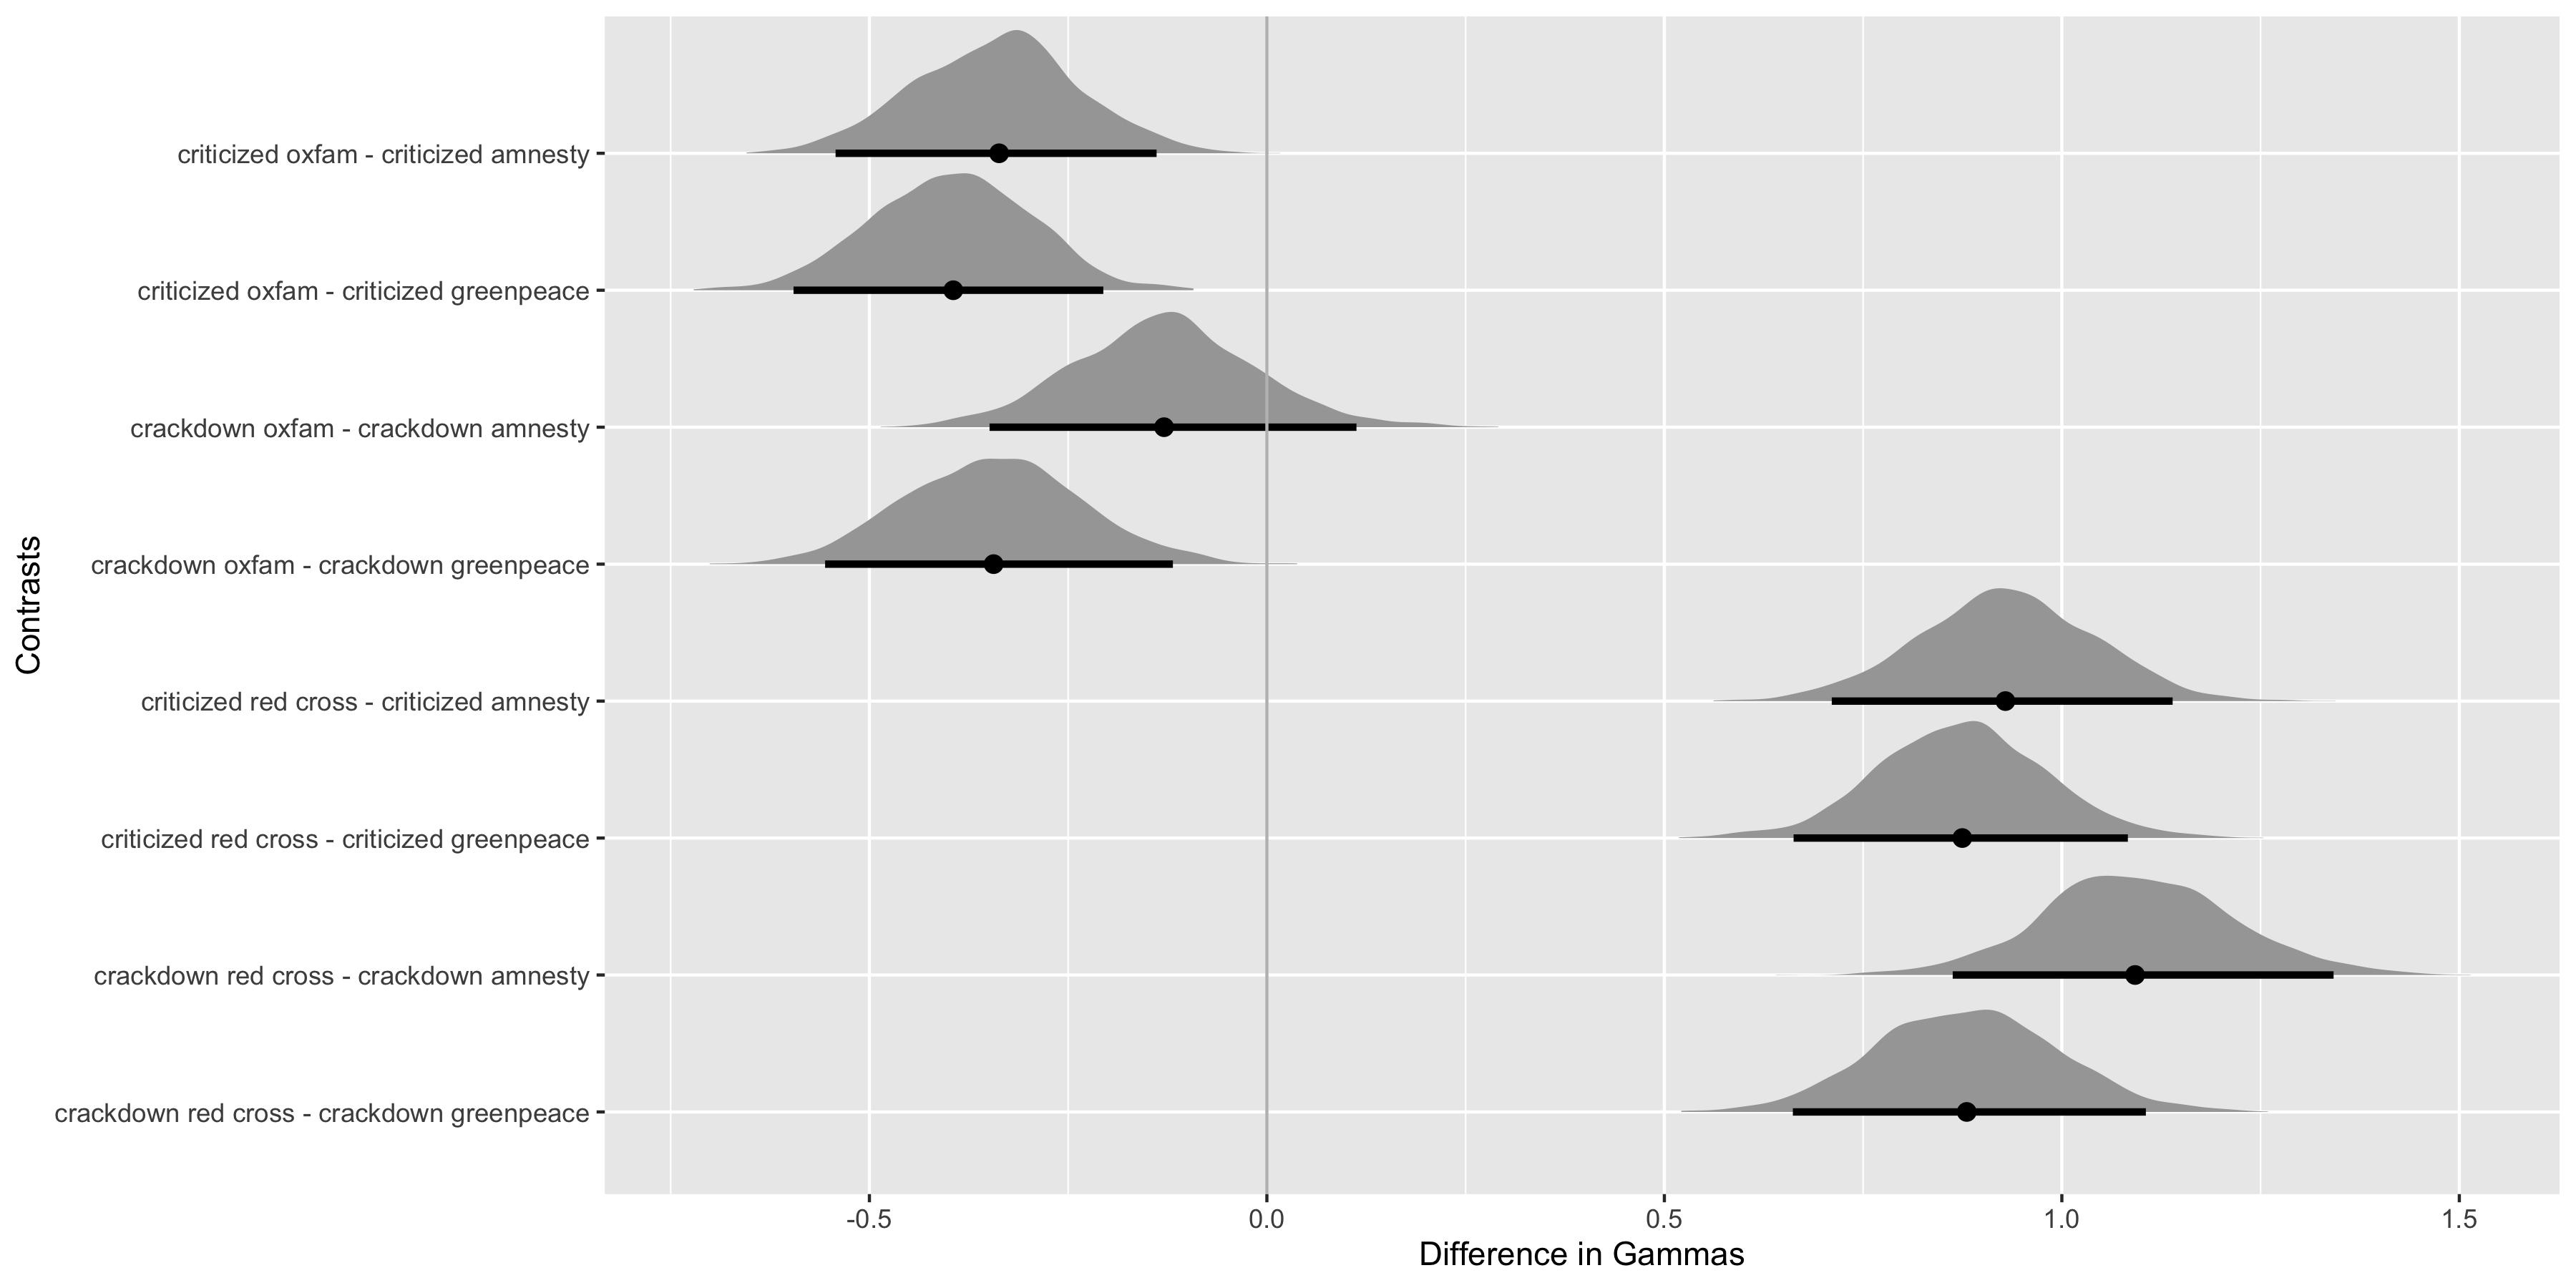 Contrasts
criticized oxfam - criticized amnesty
criticized oxfam - criticized greenpeace
crackdown oxfam - crackdown amnesty
crackdown oxfam - crackdown greenpeace
criticized red cross - criticized amnesty
criticized red cross - criticized greenpeace
crackdown red cross - crackdown amnesty
crackdown red cross - crackdown greenpeace
-0.5 0.0 0.5 1.0 1.5
Difference in Gammas